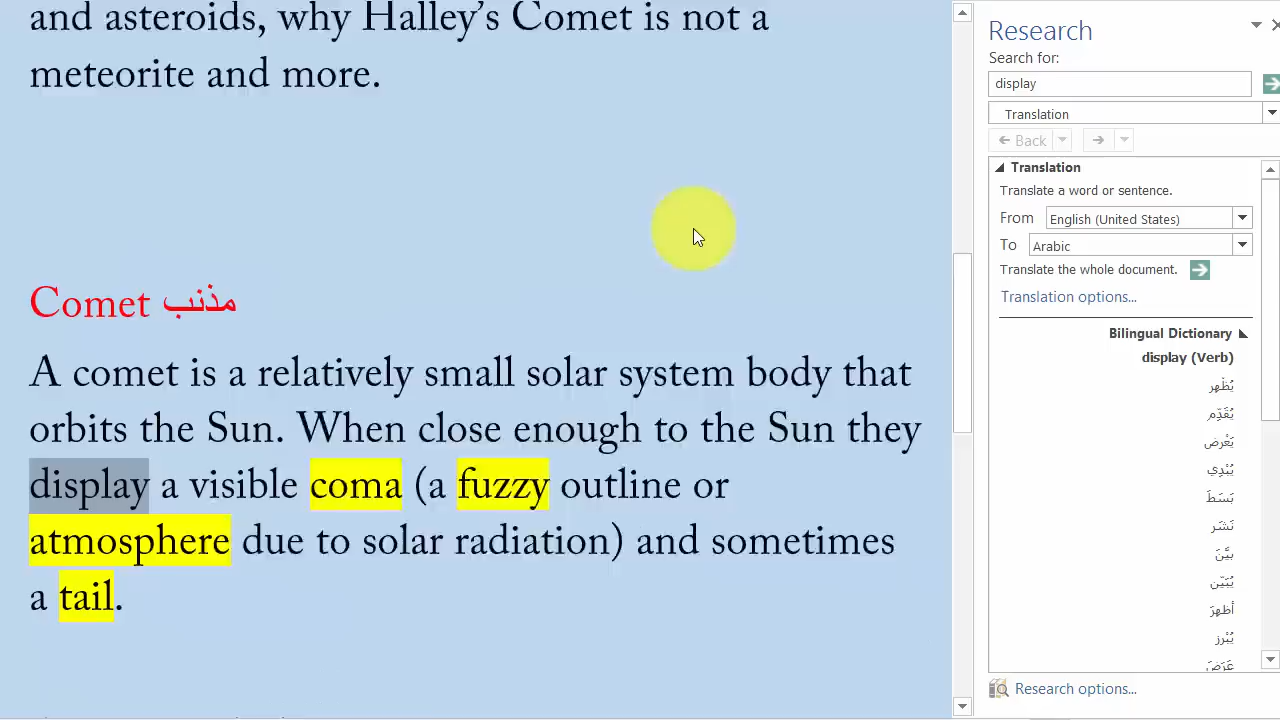 and asteroids, why Halley's Comet is not a
meteorite and more.
Comet مذنب
A comet is a relatively small solar system body that
orbits the Sun. When close enough to the Sun they
display a visible coma (a fuzzy outline or
atmosphere due to solar radiation) and sometimes
a tail.
Research
Search for:
display
Translation
Back
Translation
Translate a word or sentence.
From English (United States)
To Arabic
Translate the whole document.
Translation options...
Bilingual Dictionary
display (Verb)
يُظْهِر
يُقَدِّم
يَعْرِض
يُبْدِي
بَسَطَ
نَشَر
بيَّنَ
يُبَيّن
أظهَرَ
يُبْرز
عَرَضَ
Research options...